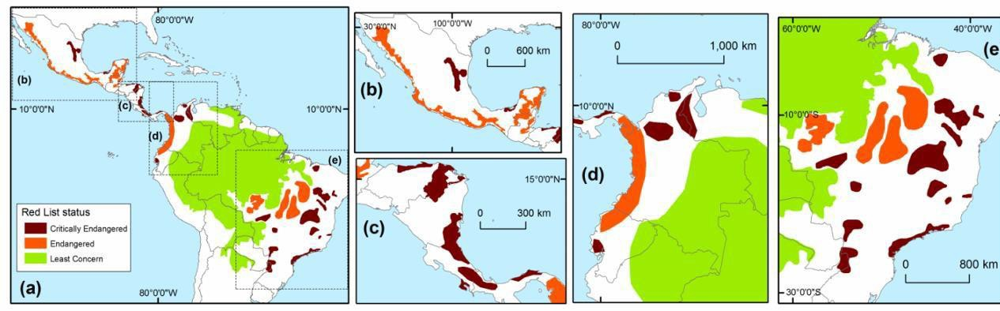 80°0'0"W
(b)
(c)
10°0'0"N
10°0'0"N
(d)
(e)
Red List status
Critically Endangered
Endangered
Least Concern
(a)
80°0'0"W
30°0'0"N
100°0'0"W
0 600 km
(b)
15°0'0"N
0 300 km
(c)
80°0'0"W
0 1,000 km
10°0'0"N
(d)
60°0'0"W
40°0'0"W
(e
10°0'0"S
0 800 km
30°0'0"S